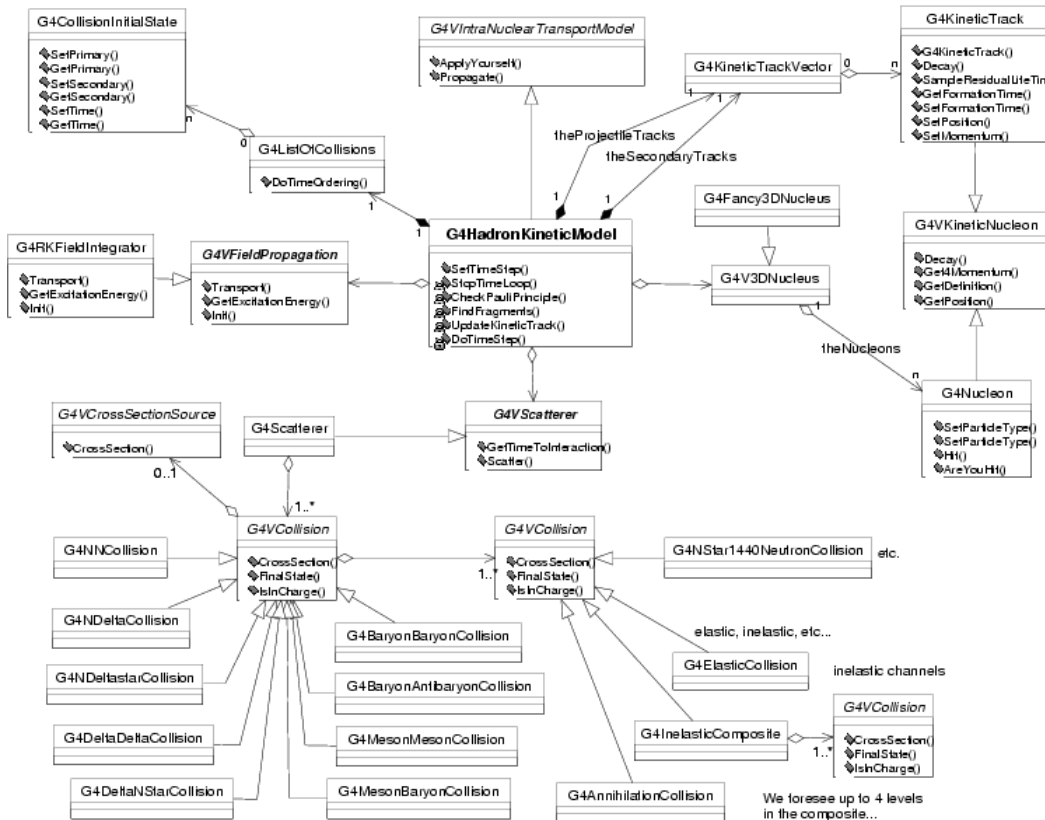 G4CollisionInitialState
SetPrimary()
GetPrimary()
SetSecondary()
GetSecondary()
SetTime()
GetTime()
G4VIntraNuclearTransportModel
ApplyYourself()
Propagate()
G4KineticTrackVector
G4KineticTrack
G4KineticTrack()
Decay()
SampleResidualLifeTim
GetFormationTime()
SetFormationTime()
SetPosition()
SetMomentum()
0
n
1
1
n
0
theProjectileTracks
theSecondaryTracks
G4ListOfCollisions
DoTimeOrdering()
1
1
1
1
G4Fancy3DNucleus
G4VKineticNucleon
Decay()
Get4Momentum()
GetDefinition()
GetPosition()
G4RKFieldIntegrator
Transport()
GetExcitationEnergy()
Init()
G4VFieldPropagation
Transport()
GetExcitationEnergy()
Init()
G4HadronKineticModel
SetTimeStep()
StopTimeLoop()
CheckPauliPrinciple()
FindFragments()
UpdateKineticTrack()
DoTimeStep()
G4V3DNucleus
1
theNucleons
n
G4Nucleon
SetParticleType()
SetParticleType()
Hit()
AreYouHit()
G4VCrossSectionSource
CrossSection()
0..1
G4Scatterer
1..*
G4VScatterer
GetTimeToInteraction()
Scatter()
G4VCollision
CrossSection()
FinalState()
IsInCharge()
1..*
G4VCollision
CrossSection()
FinalState()
IsInCharge()
G4NNCollision
G4NStar1440NeutronCollision
etc.
G4NDeltaCollision
G4BaryonBaryonCollision
elastic, inelastic, etc...
G4ElasticCollision
G4NDeltastarCollision
G4BaryonAntibaryonCollision
inelastic channels
G4VCollision
CrossSection()
FinalState()
IsInCharge()
G4DeltaDeltaCollision
G4MesonMesonCollision
G4InelasticComposite
1..*
G4DeltaNStarCollision
G4MesonBaryonCollision
G4AnnihilationCollision
We foresee up to 4 levels
in the composite...